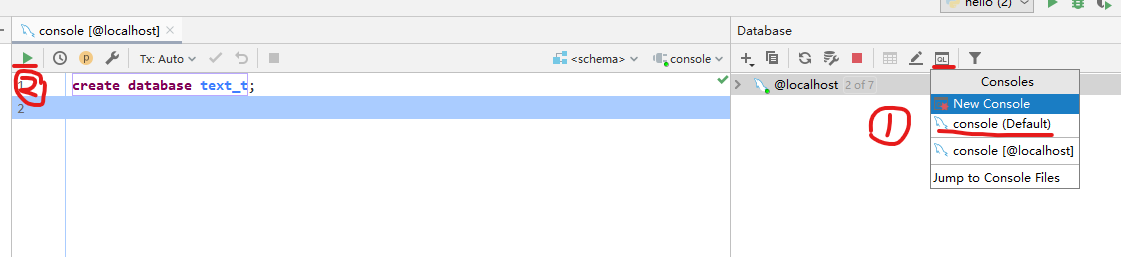 hello (2)
console [@localhost]
Database
Tx: Auto
<schema>
console
QL
create database text_t;
2
2
@localhost 2 of 7
1
Consoles
New Console
console (Default)
console [@localhost]
Jump to Console Files